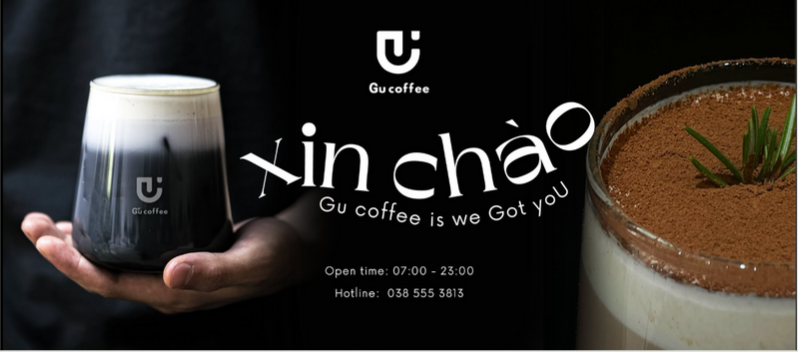 Gu coffee
xin chào
Gu coffee is we Got yoU
Open time: 07:00 - 23:00
Hotline: 038 555 3813
Gu coffee